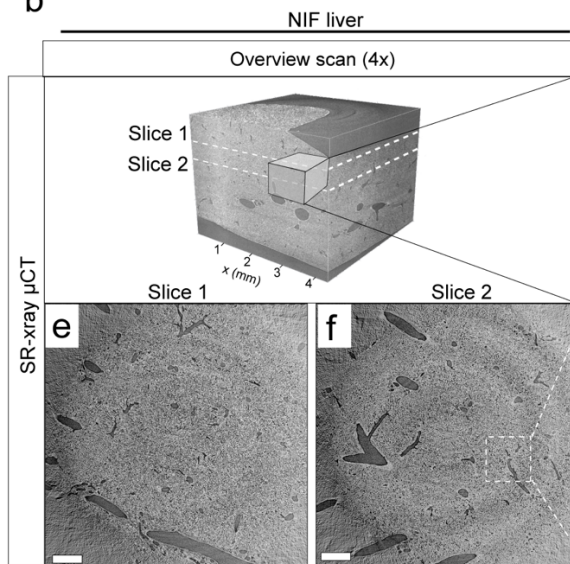 b
NIF liver
Overview scan (4x)
Slice 1
Slice 2
1
2
3
4
x (mm)
SR-xray µCT
Slice 1
Slice 2
e
f